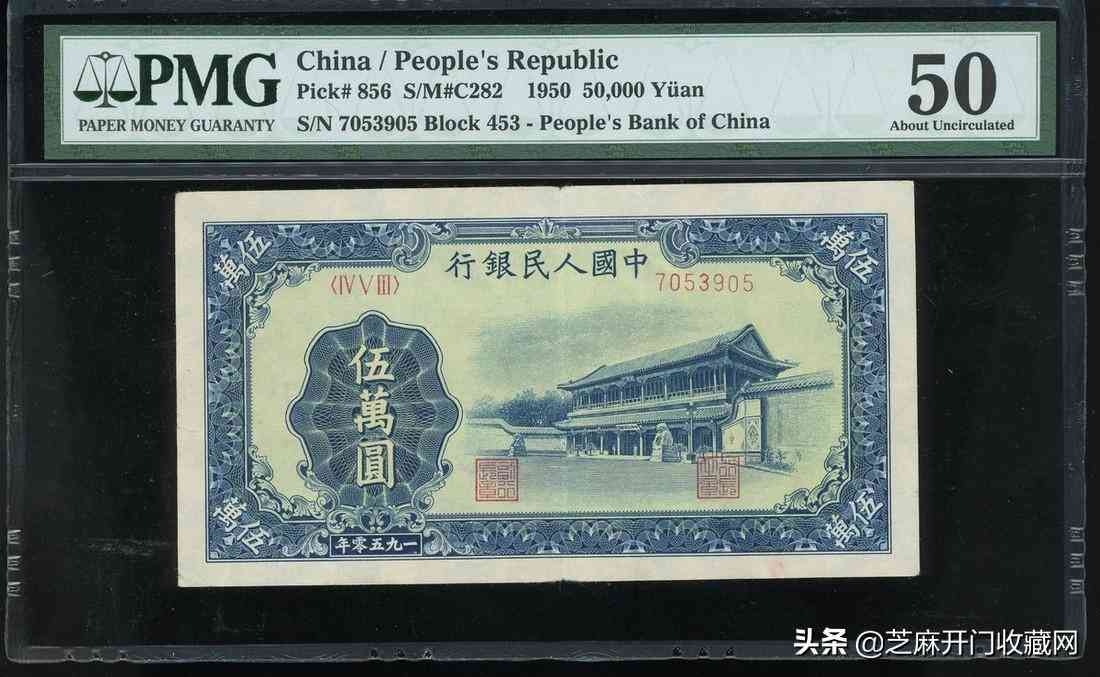 PMG
PAPER MONEY GUARANTY
China / People's Republic
Pick# 856 S/M#C282 1950 50,000 Yüan
S/N 7053905 Block 453 - People's Bank of China
50
About Uncirculated
伍萬
伍萬
行銀民人國中
〈IV V III〉
7053905
伍萬圓
伍萬
伍萬
年零五九一
头条 @芝麻开门收藏网